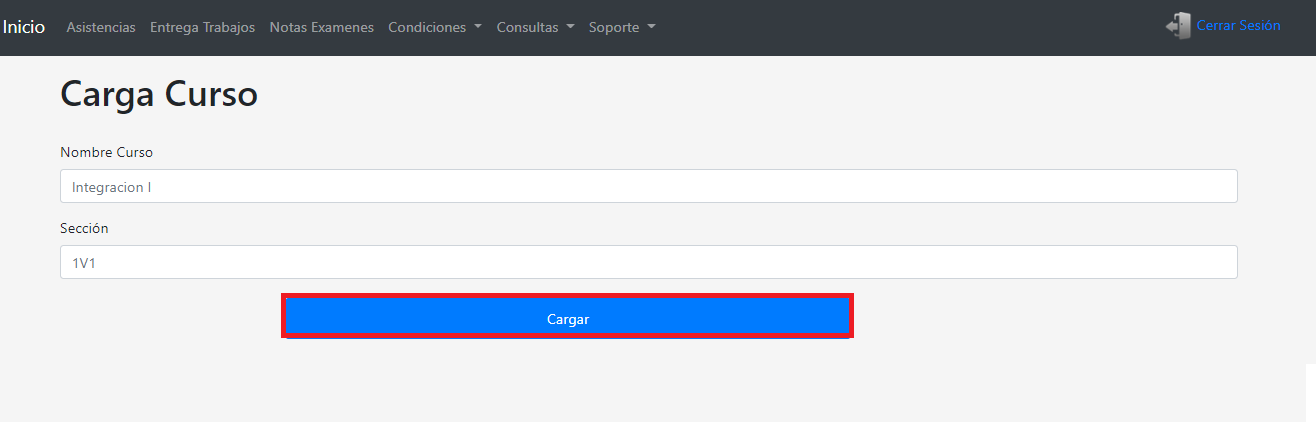 Inicio Asistencias Entrega Trabajos Notas Examenes Condiciones Consultas Soporte Cerrar Sesión
Carga Curso
Nombre Curso
Integracion I
Sección
1V1
Cargar